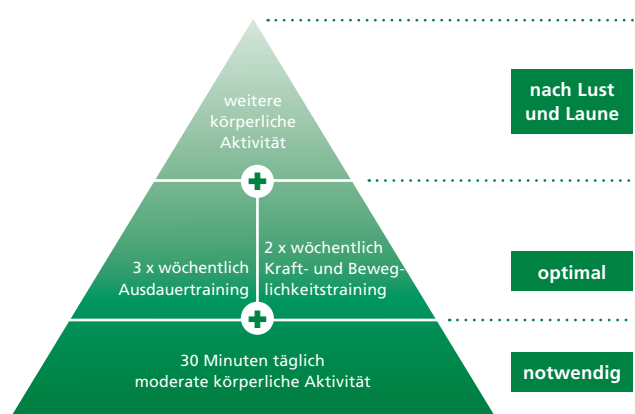 weitere
körperliche
Aktivität
nach Lust
und Laune
3 x wöchentlich
Ausdauertraining
2 x wöchentlich
Kraft- und Beweg-
lichkeitstraining
optimal
30 Minuten täglich
moderate körperliche Aktivität
notwendig